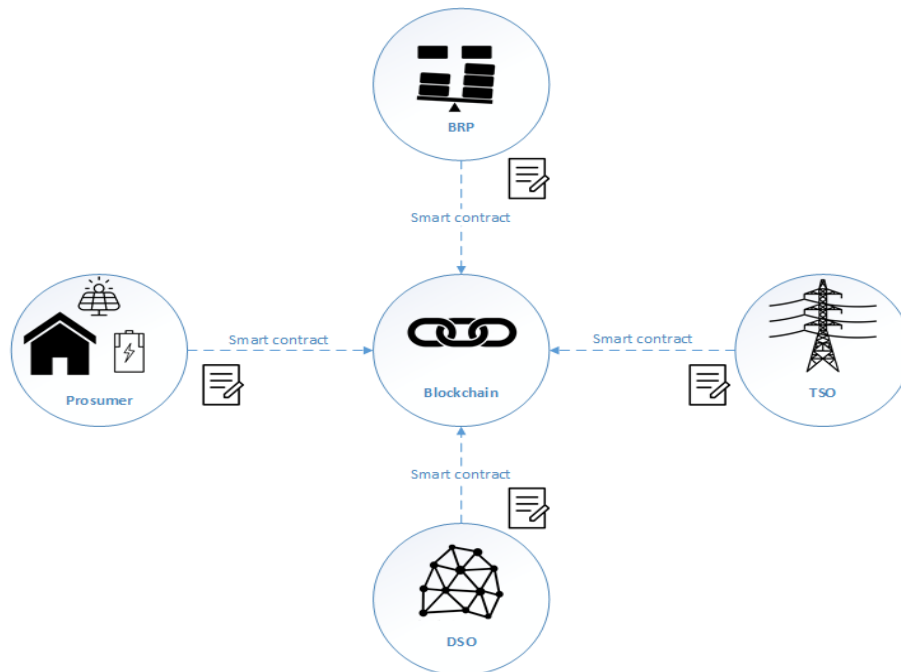 BRP
Smart contract
Smart contract
Smart contract
Prosumer
Blockchain
TSO
Smart contract
DSO